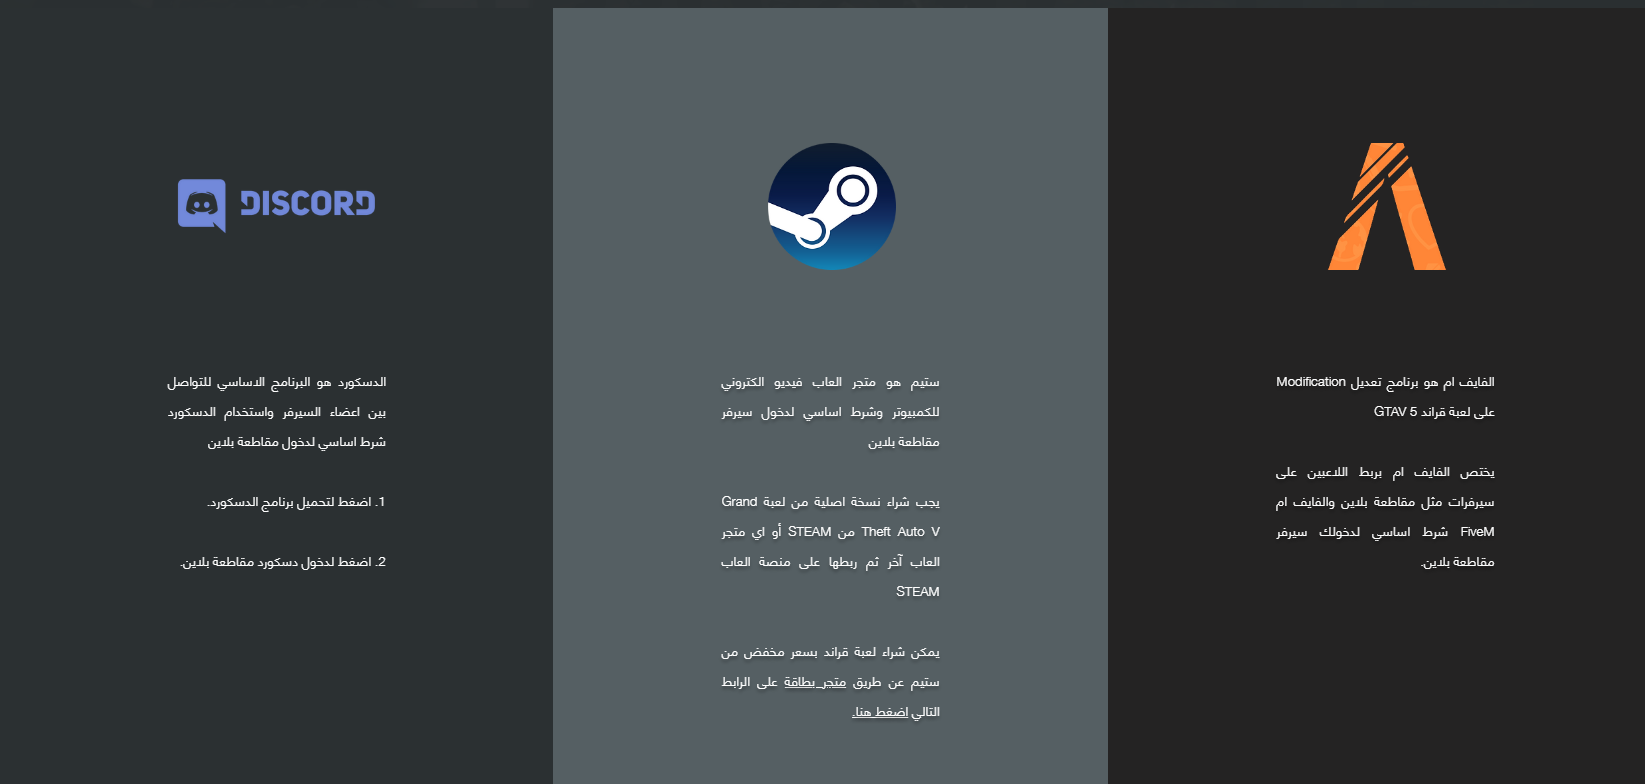 الفايف ام هو برنامج تعديل Modification
على لعبة قراند GTAV 5
يختص الفايف ام بربط اللاعبين على
سيرفرات مثل مقاطعة بلاين والفايف ام
FiveM شرط اساسي لدخولك سيرفر
مقاطعة بلاين.
ستيم هو متجر العاب فيديو الكتروني
للكمبيوتر وشرط اساسي لدخول سيرفر
مقاطعة بلاين
يجب شراء نسخة اصلية من لعبة Grand
Theft Auto V من STEAM أو اي متجر
العاب آخر ثم ربطها على منصة العاب
STEAM
يمكن شراء لعبة قراند بسعر مخفض من
ستيم عن طريق متجر بطاقة على الرابط
التالي اضغط هنا.
DISCORD
الدسكورد هو البرنامج الاساسي للتواصل
بين اعضاء السيرفر واستخدام الدسكورد
شرط اساسي لدخول مقاطعة بلاين
1. اضغط لتحميل برنامج الدسكورد.
2. اضغط لدخول دسكورد مقاطعة بلاين.